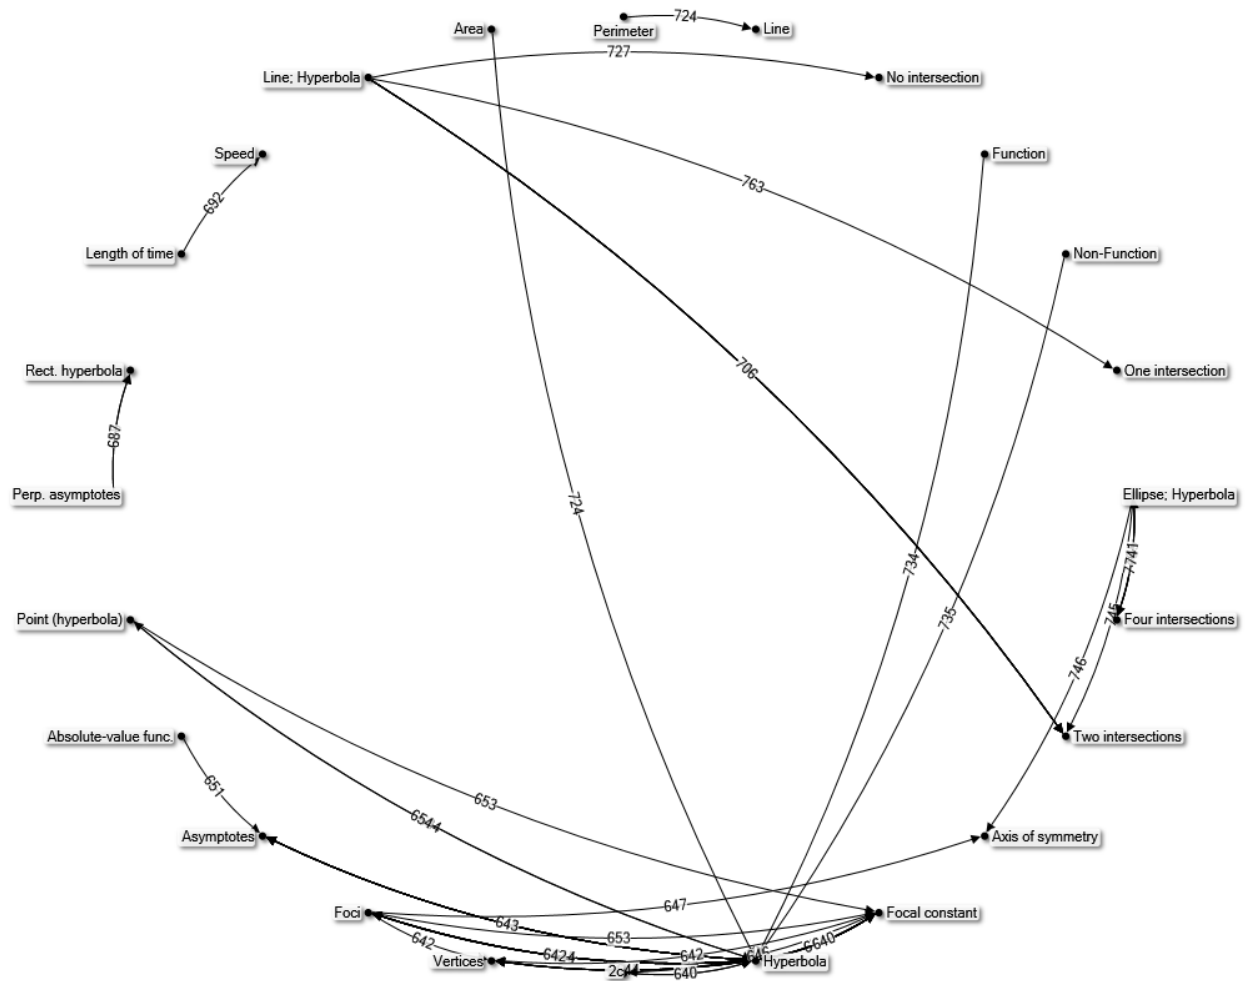 Area
Perimeter
724
Line
Line; Hyperbola
727
No intersection
Speed
763
Function
692
Length of time
Non-Function
Rect. hyperbola
706
One intersection
687
Perp. asymptotes
724
Ellipse; Hyperbola
734
735
745
746
Point (hyperbola)
Four intersections
Absolute-value func.
Two intersections
651
653
6544
Asymptotes
Axis of symmetry
Foci
647
643
Focal constant
642
653
6424
642
6640
Vertices
640
Hyperbola